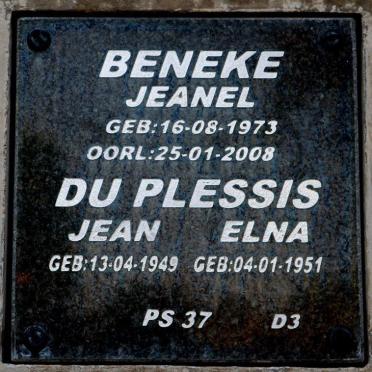 BENEKE
JEANEL
GEB:16-08-1973
OORL:25-01-2008
DU PLESSIS
JEAN ELNA
GEB:13-04-1949 GEB:04-01-1951
PS 37 D3